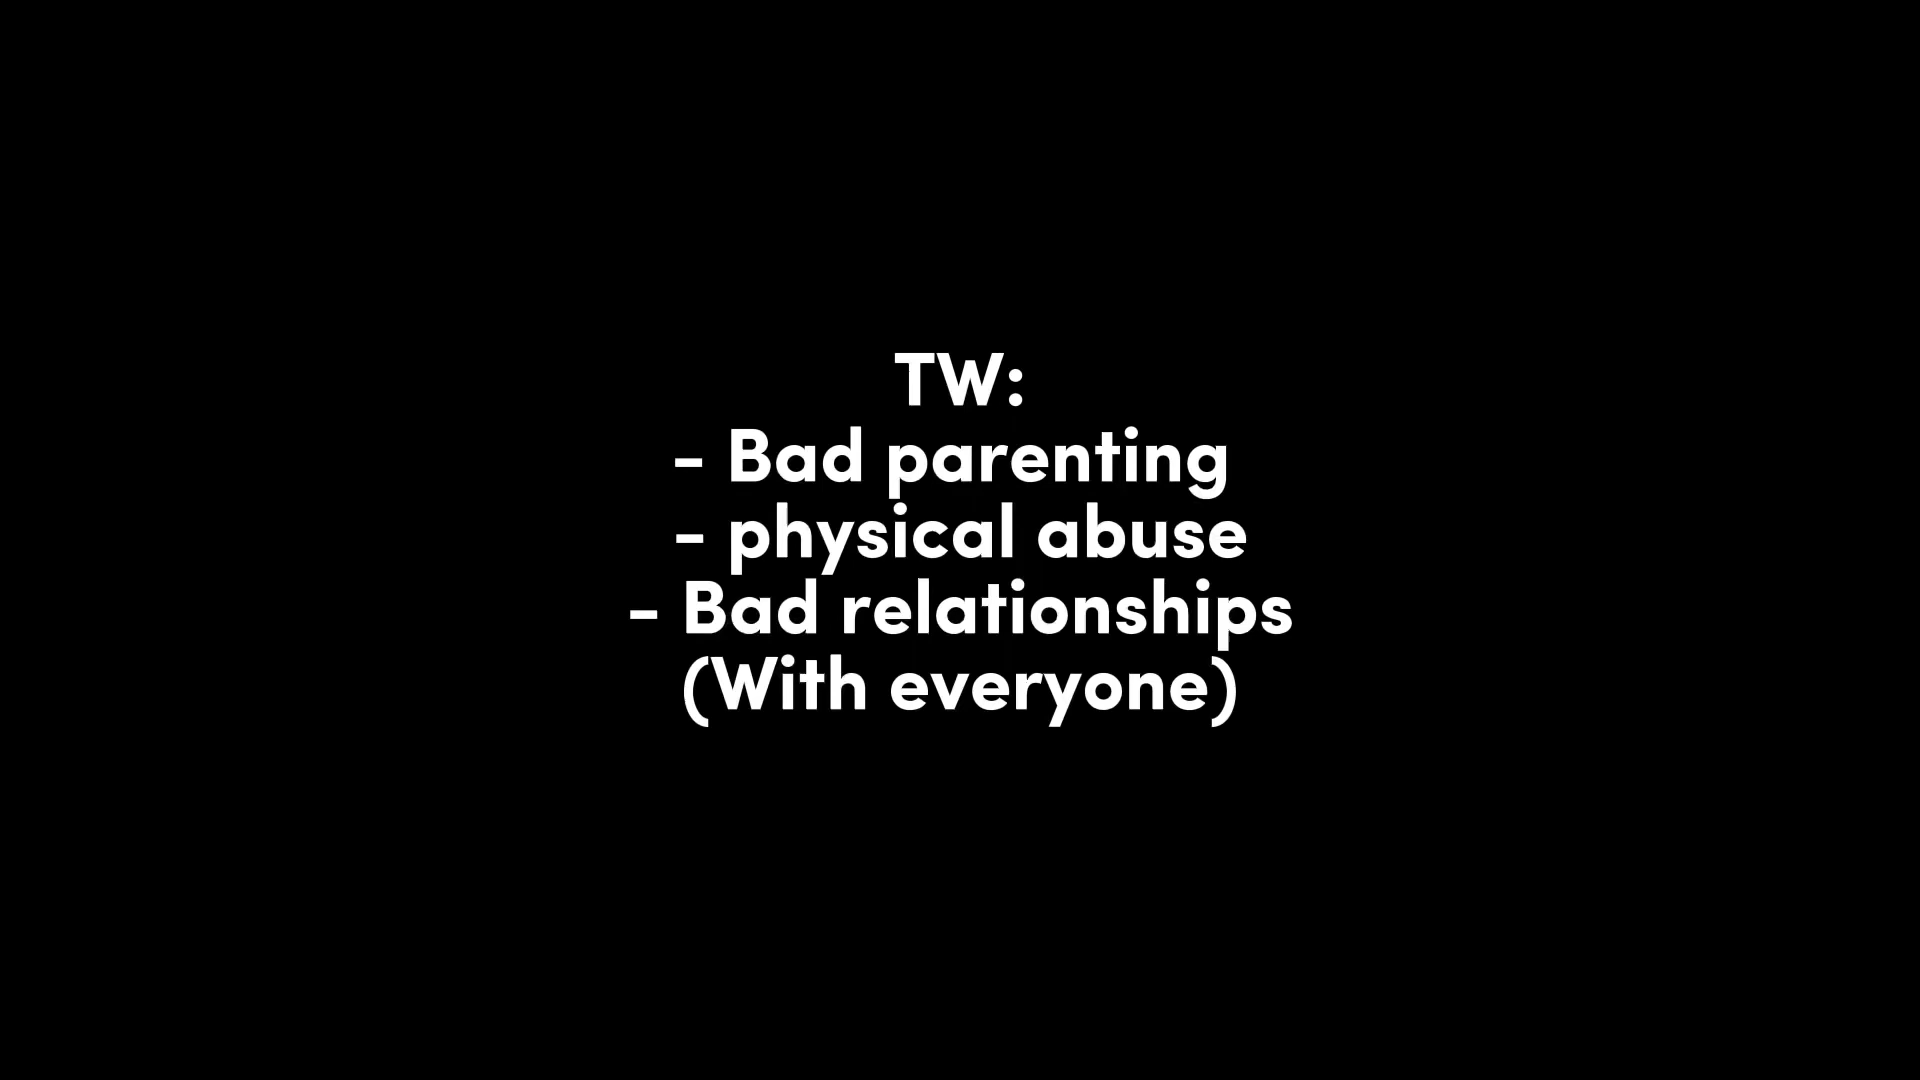 TW:
- Bad parenting
- physical abuse
- Bad relationships
(With everyone)